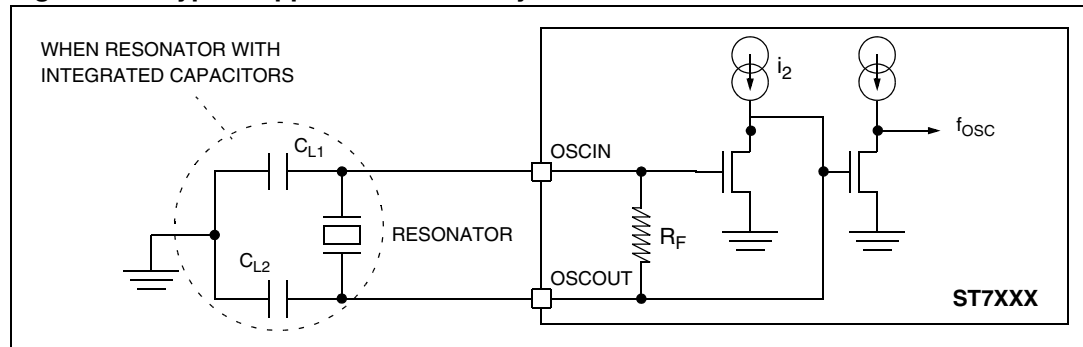 WHEN RESONATOR WITH
INTEGRATED CAPACITORS
CL1
CL2
RESONATOR
OSCIN
OSCOUT
RF
i2
fOSC
ST7XXX